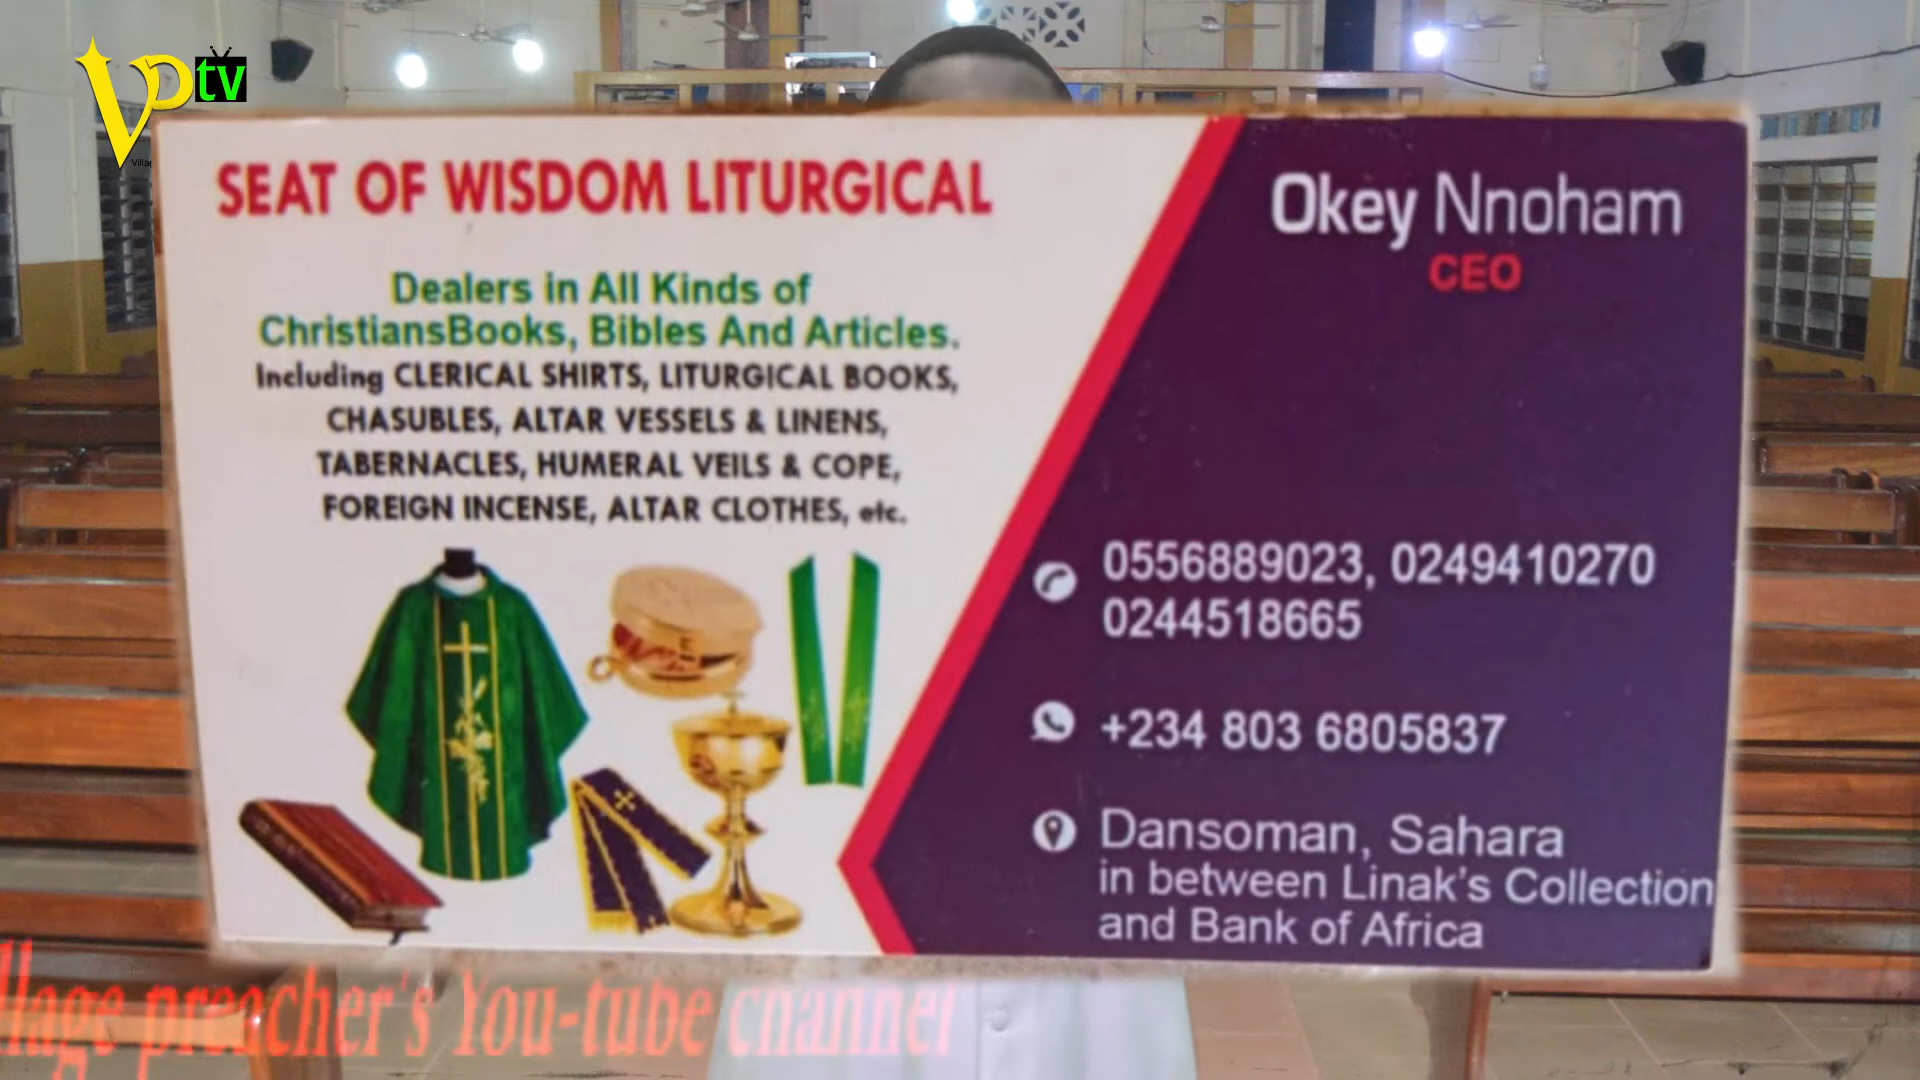 VP tv
SEAT OF WISDOM LITURGICAL
Dealers in All Kinds of
ChristiansBooks, Bibles And Articles.
Including CLERICAL SHIRTS, LITURGICAL BOOKS,
CHASUBLES, ALTAR VESSELS & LINENS,
TABERNACLES, HUMERAL VEILS & COPE,
FOREIGN INCENSE, ALTAR CLOTHES, etc.
Okey Nnoham
CEO
0556889023, 0249410270
0244518665
+234 803 6805837
Dansoman, Sahara
in between Linak's Collection
and Bank of Africa
preacher's You-tube channel